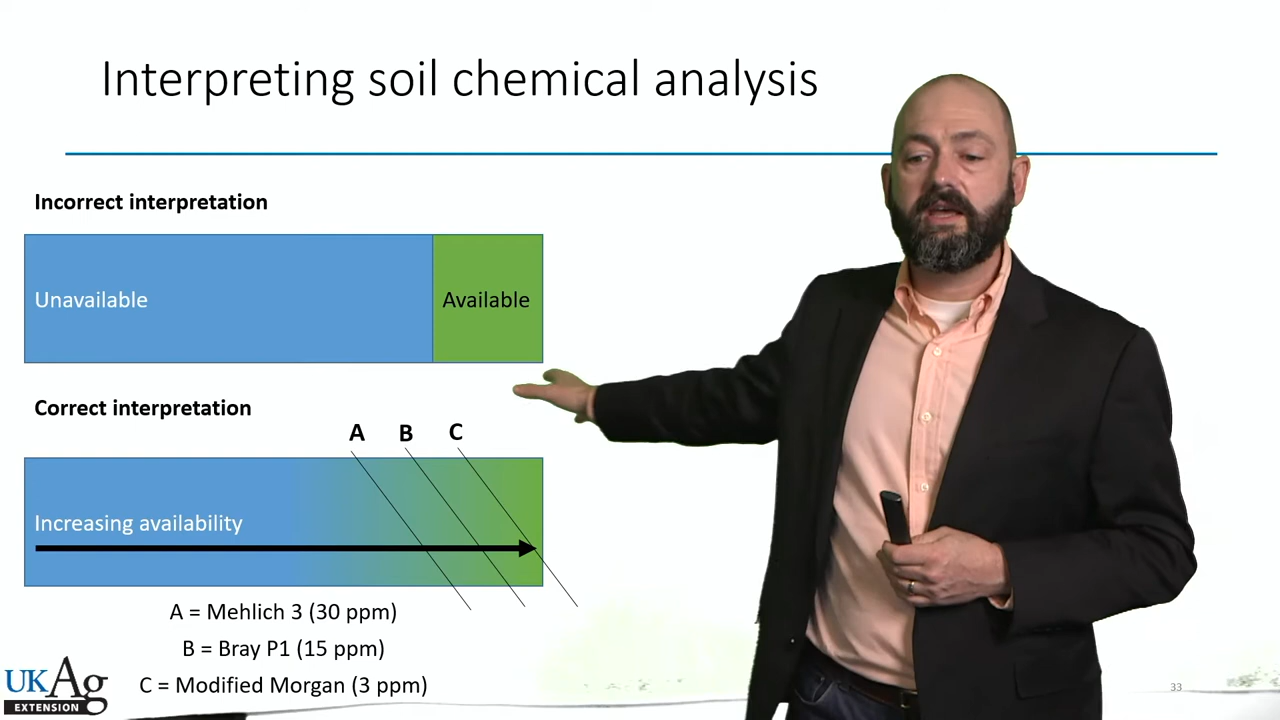 Interpreting soil chemical analysis
Incorrect interpretation
Unavailable
Available
Correct interpretation
A
B
C
Increasing availability
A = Mehlich 3 (30 ppm)
B = Bray P1 (15 ppm)
C = Modified Morgan (3 ppm)
UKAg
EXTENSION
33